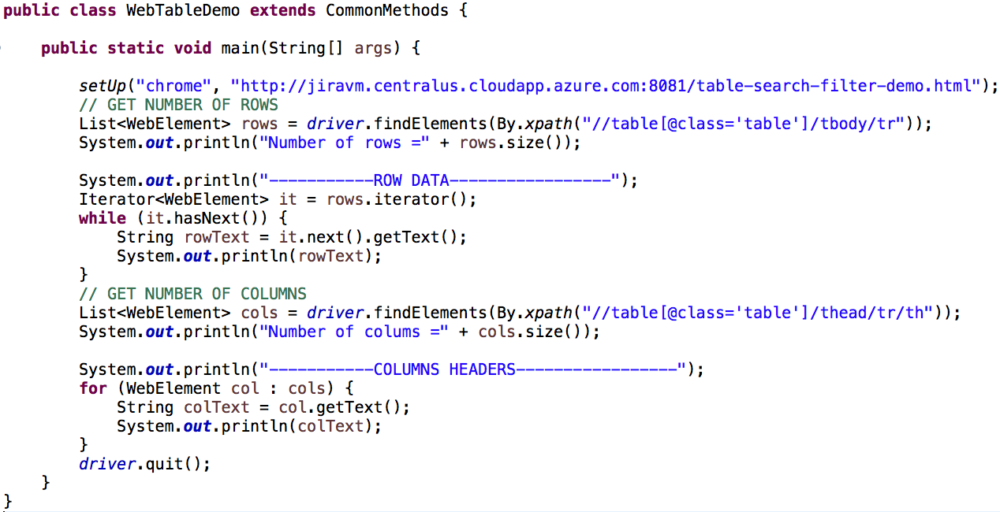 public class WebTableDemo extends CommonMethods {
public static void main(String[] args) {
setUp("chrome", "http://jiravm.centralus.cloudapp.azure.com:8081/table-search-filter-demo.html");
// GET NUMBER OF ROWS
List<WebElement> rows = driver.findElements(By.xpath("//table[@class='table']/tbody/tr"));
System.out.println("Number of rows =" + rows.size());
System.out.println("-----------ROW DATA-----------------");
Iterator<WebElement> it = rows.iterator();
while (it.hasNext()) {
String rowText = it.next().getText();
System.out.println(rowText);
}
// GET NUMBER OF COLUMNS
List<WebElement> cols = driver.findElements(By.xpath("//table[@class='table']/thead/tr/th"));
System.out.println("Number of colums =" + cols.size());
System.out.println("-----------COLUMNS HEADERS-----------------");
for (WebElement col : cols) {
String colText = col.getText();
System.out.println(colText);
}
driver.quit();
}
}